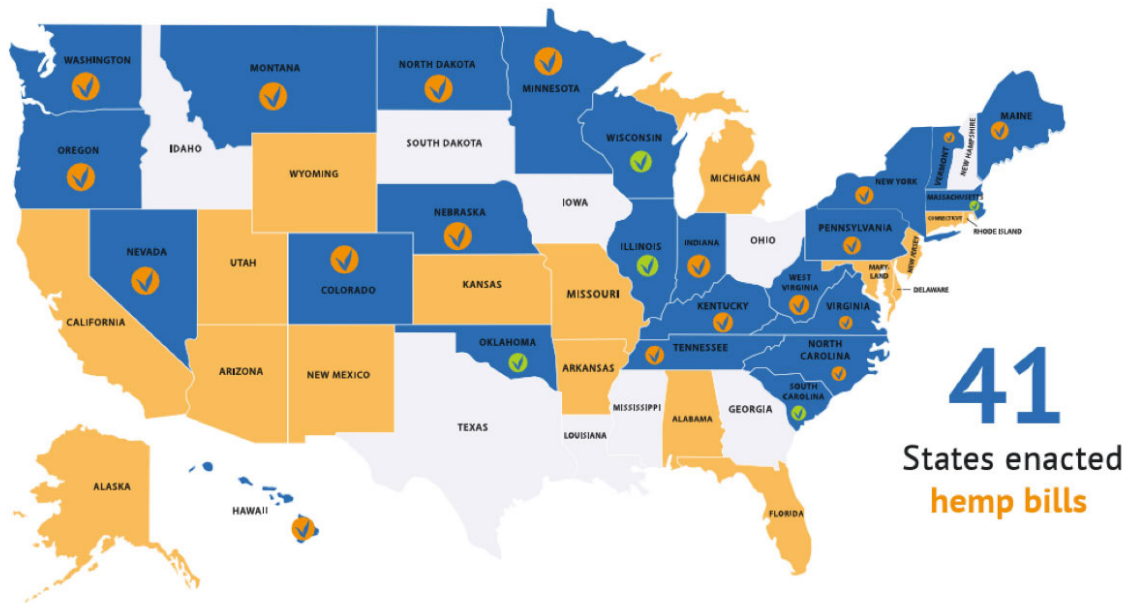 WASHINGTON
MONTANA
NORTH DAKOTA
MINNESOTA
MAINE
OREGON
IDAHO
SOUTH DAKOTA
WISCONSIN
VERMONT
NEW HAMPSHIRE
WYOMING
MICHIGAN
NEW YORK
MASSACHUSETTS
IOWA
CONNECTICUT
RHODE ISLAND
NEBRASKA
PENNSYLVANIA
NEVADA
UTAH
COLORADO
KANSAS
ILLINOIS
INDIANA
OHIO
NEW JERSEY
MARY-
LAND
DELAWARE
WEST
VIRGINIA
VIRGINIA
MISSOURI
KENTUCKY
CALIFORNIA
OKLAHOMA
TENNESSEE
NORTH
CAROLINA
ARIZONA
NEW MEXICO
ARKANSAS
SOUTH
CAROLINA
MISSISSIPPI
ALABAMA
GEORGIA
TEXAS
LOUISIANA
ALASKA
HAWAII
FLORIDA
41
States enacted
hemp bills